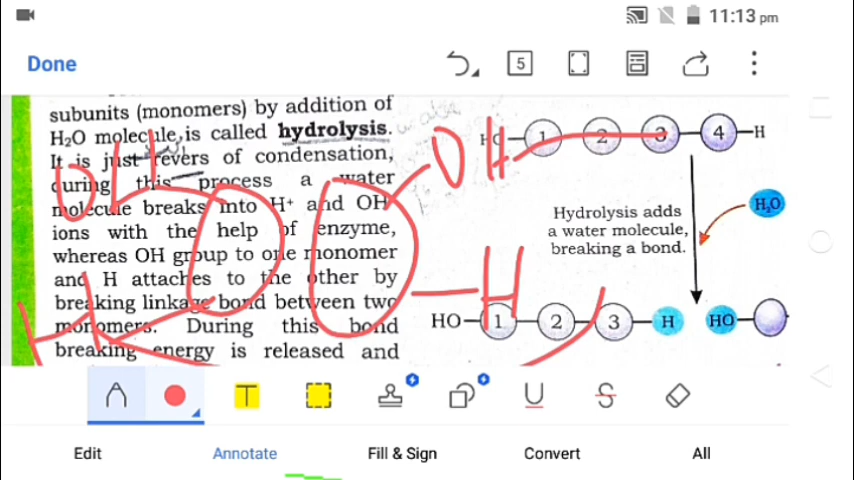 11:13 pm
Done
5
subunits (monomers) by addition of
H₂O molecule is called hydrolysis.
It is just revers of condensation,
during this process a water
molecule breaks into H⁺ and OH
ions with the help of enzyme,
whereas OH group to one monomer
and H attaches to the other by
breaking linkage bond between two
monomers. During this bond
breaking energy is released and
OH
OH
H
H
HO 1 2 3 4 H
H₂O
Hydrolysis adds
a water molecule,
breaking a bond.
HO 1 2 3 H HO
T
U
S
Edit Annotate Fill & Sign Convert All